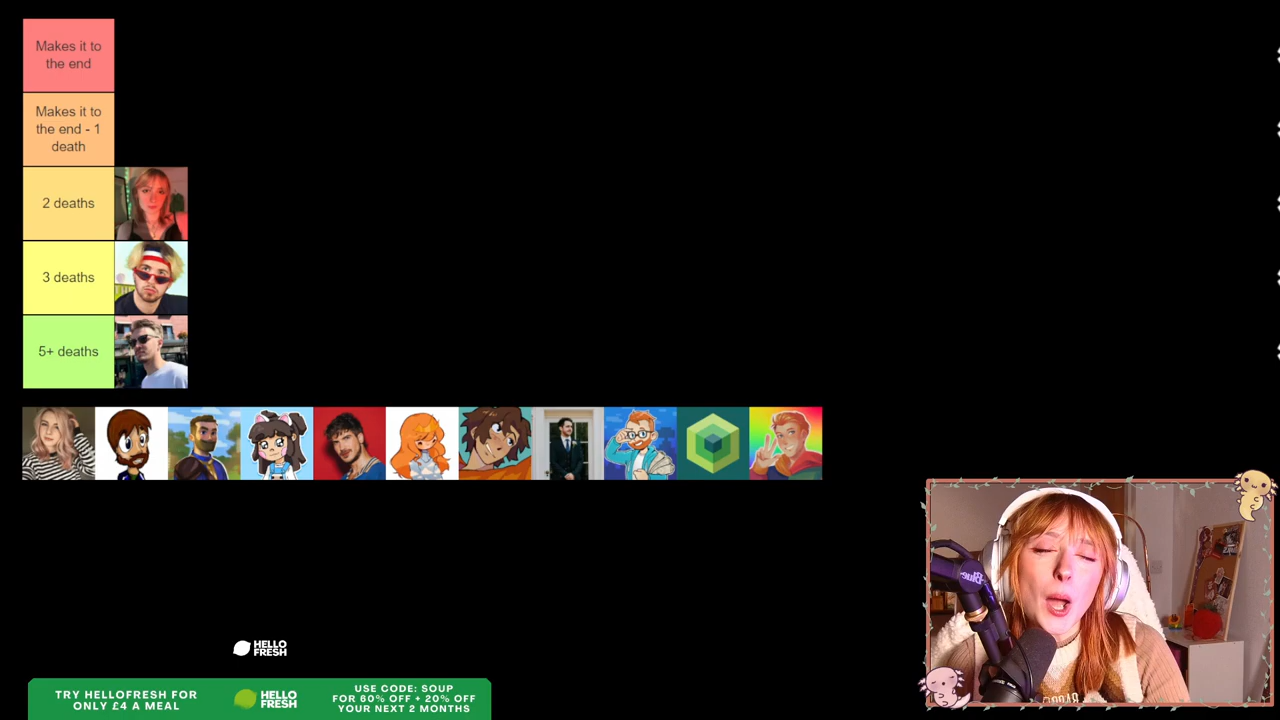 Makes it to
the end
Makes it to
the end - 1
death
2 deaths
3 deaths
5+ deaths
HELLO
FRESH
TRY HELLOFRESH FOR
ONLY £4 A MEAL
HELLO
FRESH
USE CODE: SOUP
FOR 60% OFF + 20% OFF
YOUR NEXT 2 MONTHS
Blue